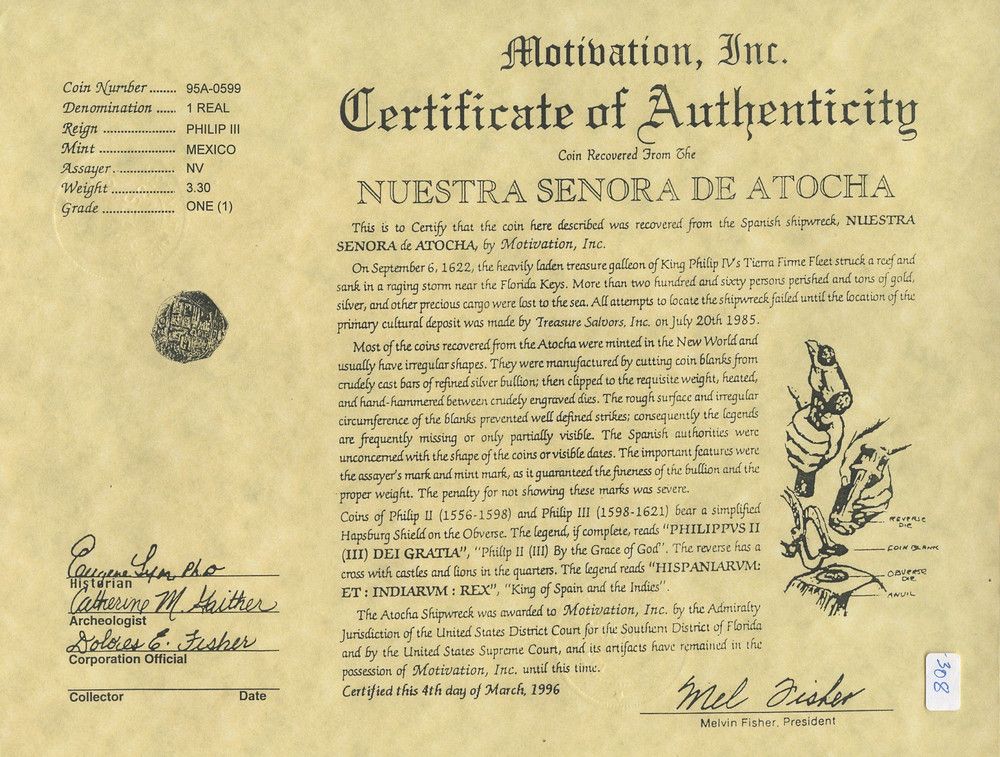 Motivation, Inc.
Certificate of Authenticity
Coin Recovered From The
NUESTRA SENORA DE ATOCHA
Coin Number ........ 95A-0599
Denomination ..... 1 REAL
Reign ...................... PHILIP III
Mint ....................... MEXICO
Assayer .................. NV
Weight ................... 3.30
Grade ..................... ONE (1)
This is to Certify that the coin here described was recovered from the Spanish shipwreck, NUESTRA
SENORA de ATOCHA, by Motivation, Inc.
On September 6, 1622, the heavily laden treasure galleon of King Philip IV's Tierra Firme Fleet struck a reef and
sank in a raging storm near the Florida Keys. More than two hundred and sixty persons perished and tons of gold,
silver, and other precious cargo were lost to the sea. All attempts to locate the shipwreck failed until the location of the
primary cultural deposit was made by Treasure Salvors, Inc. on July 20th 1985.
Most of the coins recovered from the Atocha were minted in the New World and
usually have irregular shapes. They were manufactured by cutting coin blanks from
crudely cast bars of refined silver bullion; then clipped to the requisite weight, heated,
and hand-hammered between crudely engraved dies. The rough surface and irregular
circumference of the blanks prevented well defined strikes; consequently the legends
are frequently missing or only partially visible. The Spanish authorities were
unconcerned with the shape of the coins or visible dates. The important features were
the assayer's mark and mint mark, as it guaranteed the fineness of the bullion and the
proper weight. The penalty for not showing these marks was severe.
Coins of Philip II (1556-1598) and Philip III (1598-1621) bear a simplified
Hapsburg Shield on the Obverse. The legend, if complete, reads "PHILIPPVS II
(III) DEI GRATIA", "Philip II (III) By the Grace of God". The reverse has a
cross with castles and lions in the quarters. The legend reads "HISPANIARVM:
ET : INDIARVM : REX", "King of Spain and the Indies".
The Atocha Shipwreck was awarded to Motivation, Inc. by the Admiralty
Jurisdiction of the United States District Court for the Southern District of Florida
and by the United States Supreme Court, and its artifacts have remained in the
possession of Motivation, Inc. until this time.
Certified this 4th day of March, 1996
REVERSE
DIE
COIN BLANK
OBVERSE
DIE
ANVIL
Eugene Lyon PhD
Historian
Catherine M. Gaither
Archeologist
Dolores E. Fisher
Corporation Official
Collector Date
Mel Fisher
Melvin Fisher, President
308